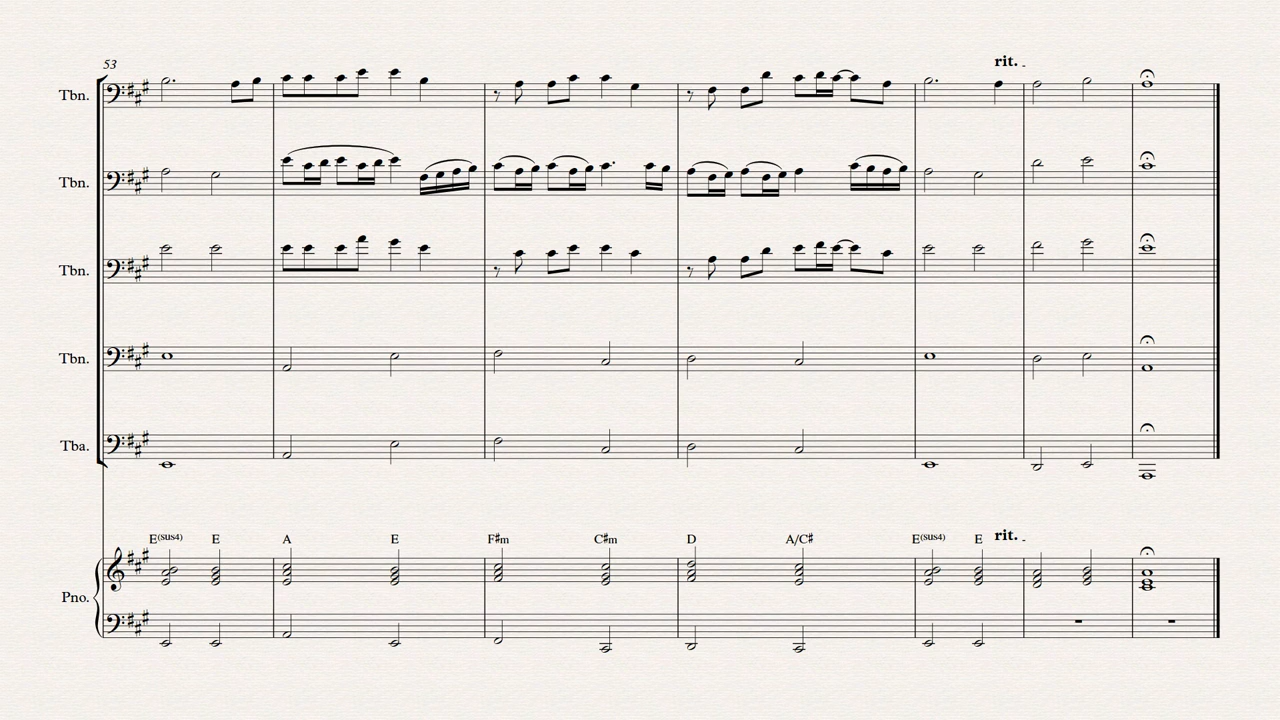 53
rit.
Tbn.
Tbn.
Tbn.
Tbn.
Tba.
E(sus4) E A E F#m C#m D A/C# E(sus4) E rit.
Pno.